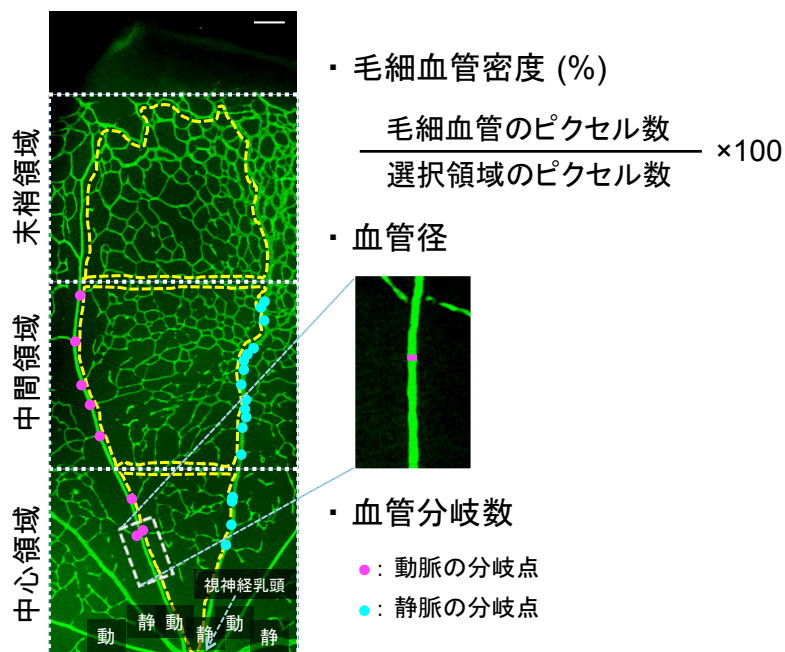 末梢領域
中間領域
中心領域
視神経乳頭
動
静
動
静
動
静
・ 毛細血管密度 (%)
毛細血管のピクセル数
選択領域のピクセル数
×100
・ 血管径
・ 血管分岐数
●: 動脈の分岐点
●: 静脈の分岐点